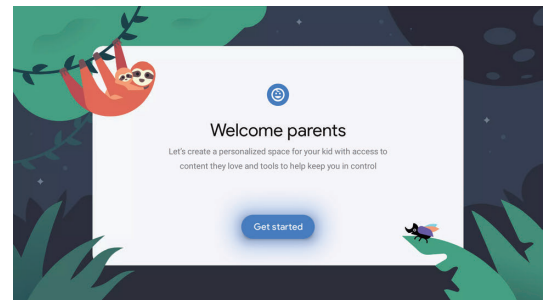 Welcome parents
Let's create a personalized space for your kid with access to
content they love and tools to help keep you in control
Get started